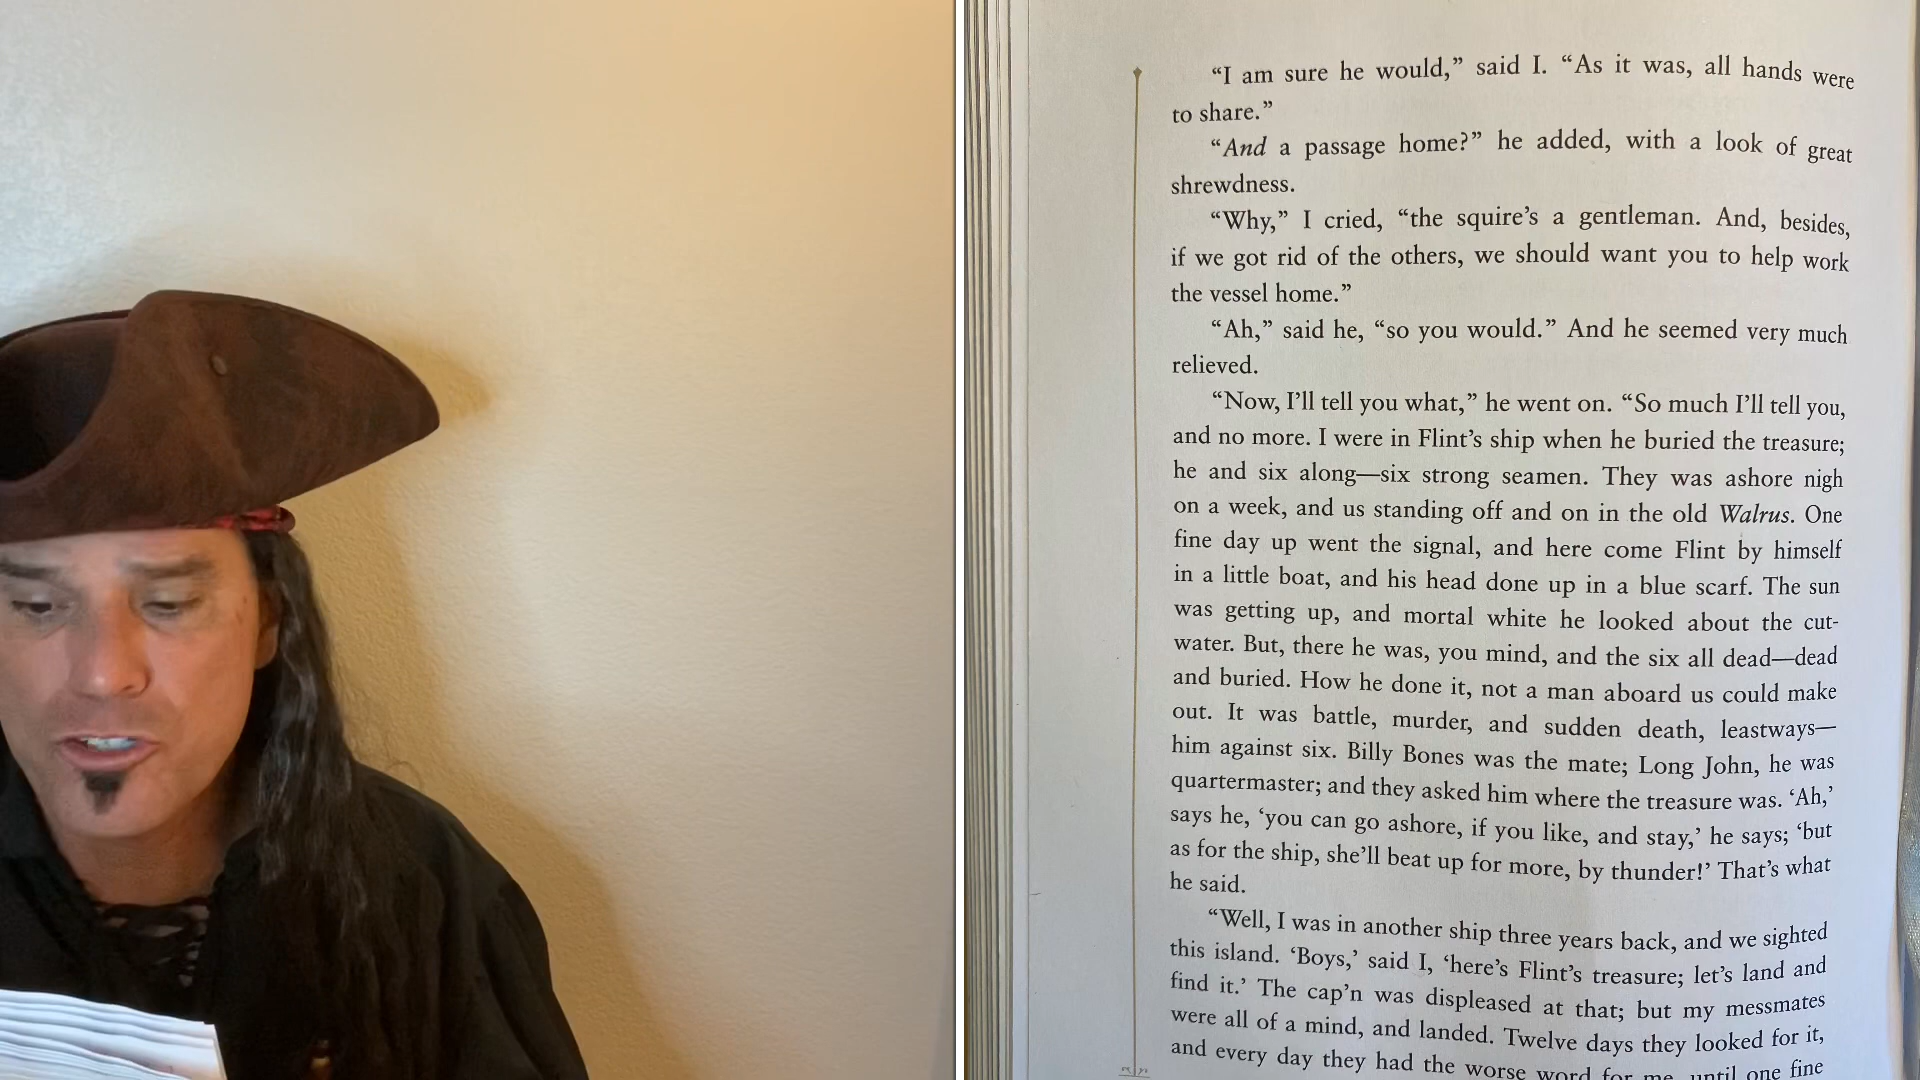 “I am sure he would,” said I. “As it was, all hands were
to share.”
“And a passage home?” he added, with a look of great
shrewdness.
“Why,” I cried, “the squire’s a gentleman. And, besides,
if we got rid of the others, we should want you to help work
the vessel home.”
“Ah,” said he, “so you would.” And he seemed very much
relieved.
“Now, I’ll tell you what,” he went on. “So much I’ll tell you,
and no more. I were in Flint’s ship when he buried the treasure;
he and six along—six strong seamen. They was ashore nigh
on a week, and us standing off and on in the old Walrus. One
fine day up went the signal, and here come Flint by himself
in a little boat, and his head done up in a blue scarf. The sun
was getting up, and mortal white he looked about the cut-
water. But, there he was, you mind, and the six all dead—dead
and buried. How he done it, not a man aboard us could make
out. It was battle, murder, and sudden death, leastways—
him against six. Billy Bones was the mate; Long John, he was
quartermaster; and they asked him where the treasure was. ‘Ah,’
says he, ‘you can go ashore, if you like, and stay,’ he says; ‘but
as for the ship, she’ll beat up for more, by thunder!’ That’s what
he said.
“Well, I was in another ship three years back, and we sighted
this island. ‘Boys,’ said I, ‘here’s Flint’s treasure; let’s land and
find it.’ The cap’n was displeased at that; but my messmates
were all of a mind, and landed. Twelve days they looked for it,
and every day they had the worse word for me, until one fine